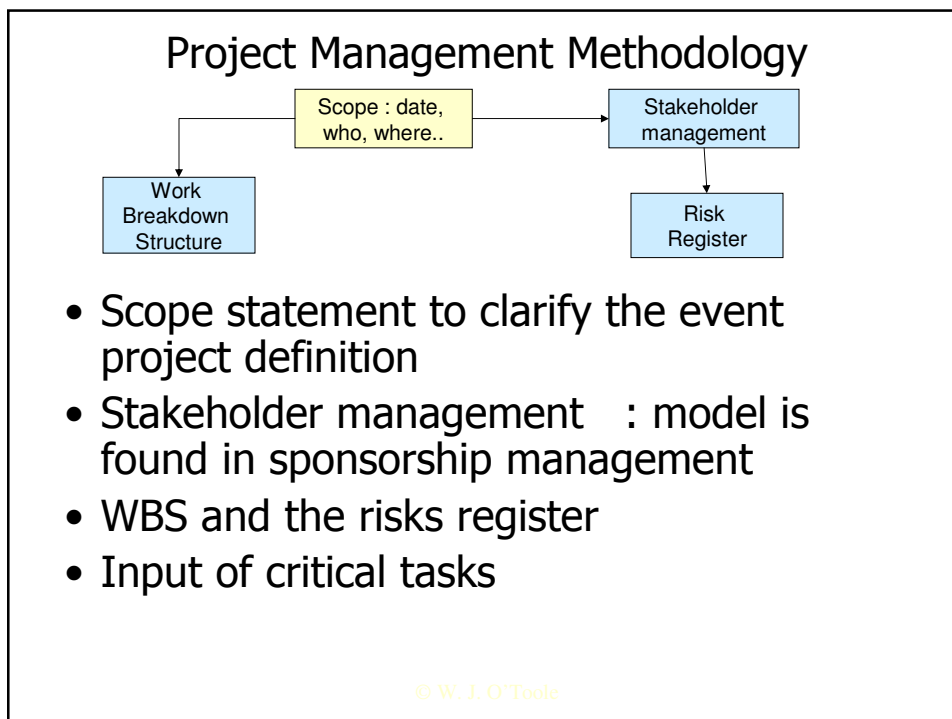 Project Management Methodology
Scope : date,
who, where..
Stakeholder
management
Work
Breakdown
Structure
Risk
Register
• Scope statement to clarify the event
project definition
• Stakeholder management : model is
found in sponsorship management
• WBS and the risks register
• Input of critical tasks
© W. J. O'Toole